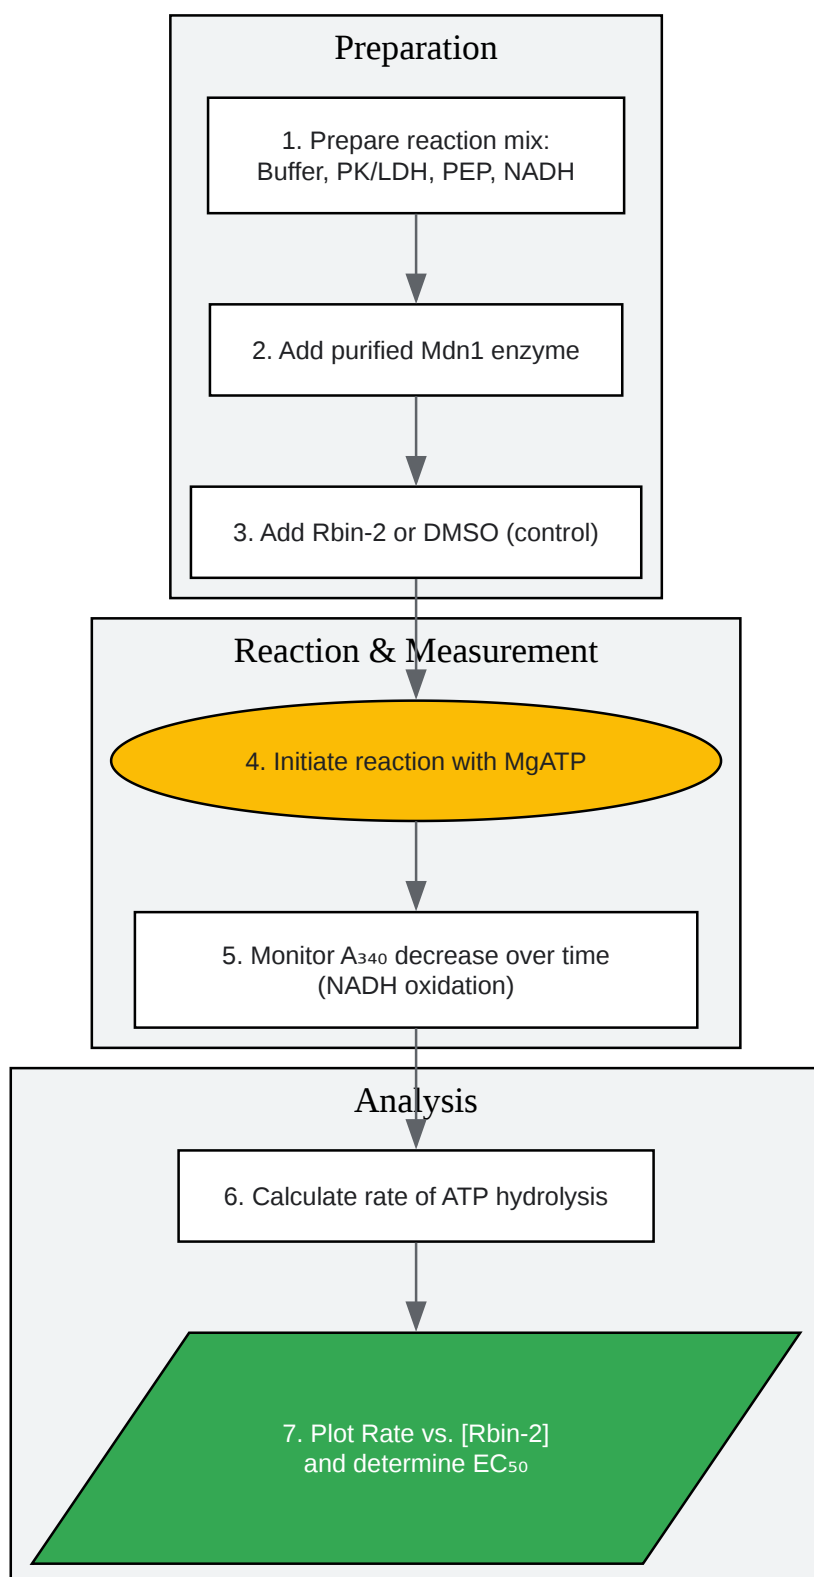 Preparation
1. Prepare reaction mix:
Buffer, PK/LDH, PEP, NADH
2. Add purified Mdn1 enzyme
3. Add Rbin-2 or DMSO (control)
Reaction & Measurement
4. Initiate reaction with MgATP
5. Monitor A₃₄₀ decrease over time
(NADH oxidation)
Analysis
6. Calculate rate of ATP hydrolysis
7. Plot Rate vs. [Rbin-2]
and determine EC₅₀